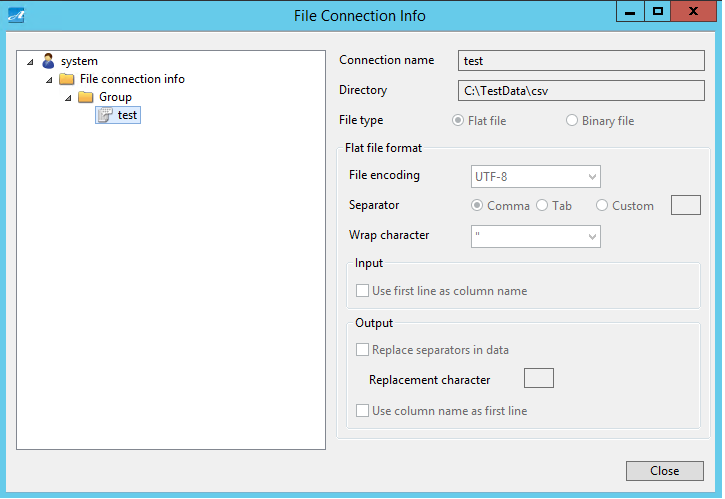 File Connection Info
system
File connection info
Group
test
Connection name test
Directory C:\TestData\csv
File type Flat file Binary file
Flat file format
File encoding UTF-8
Separator Comma Tab Custom
Wrap character "
Input
Use first line as column name
Output
Replace separators in data
Replacement character
Use column name as first line
Close